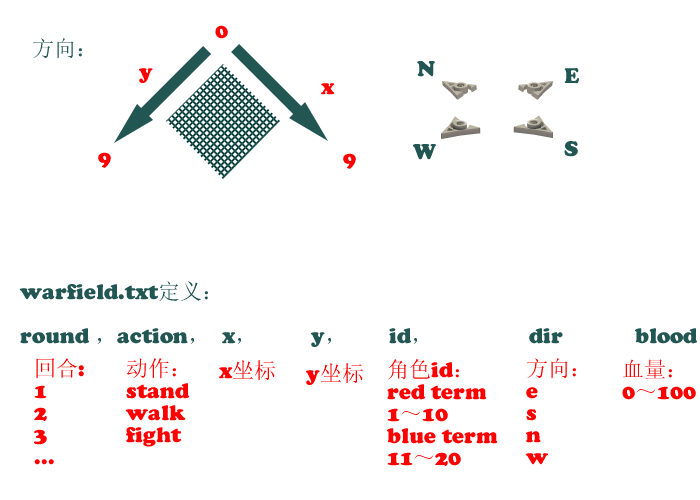 方向:
0
y
x
9
9
N
E
W
S
warfield.txt定义:
round , action, x, y, id, dir blood
回合: 动作: x坐标 y坐标 角色id: 方向: 血量:
1 stand red term e 0～100
2 walk 1～10 s
3 fight blue term n
... 11～20 w